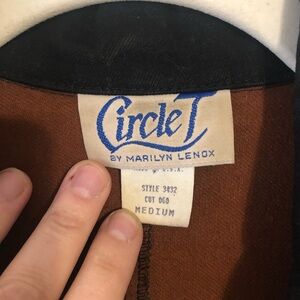 Circle T
BY MARILYN LENOX
U.S.A.
STYLE 3832
CUT 060
MEDIUM